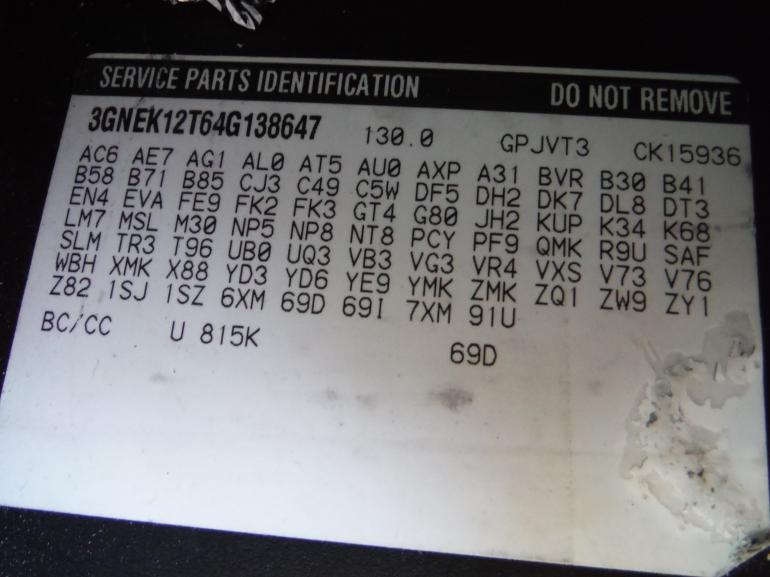 SERVICE PARTS IDENTIFICATION DO NOT REMOVE
3GNEK12T64G138647 130.0 GPJVT3 CK15936
AC6 AE7 AG1 AL0 AT5 AU0 AXP A31 BVR B30 B41
B58 B71 B85 CJ3 C49 C5W DF5 DH2 DK7 DL8 DT3
EN4 EVA FE9 FK2 FK3 GT4 G80 JH2 KUP K34 K68
LM7 MSL M30 NP5 NP8 NT8 PCY PF9 QMK R9U SAF
SLM TR3 T96 UB0 UQ3 VB3 VG3 VR4 VXS V73 V76
WBH XMK X88 YD3 YD6 YE9 YMK ZMK ZQ1 ZW9 ZY1
Z82 1SJ 1SZ 6XM 69D 69I 7XM 91U
BC/CC U 815K 69D